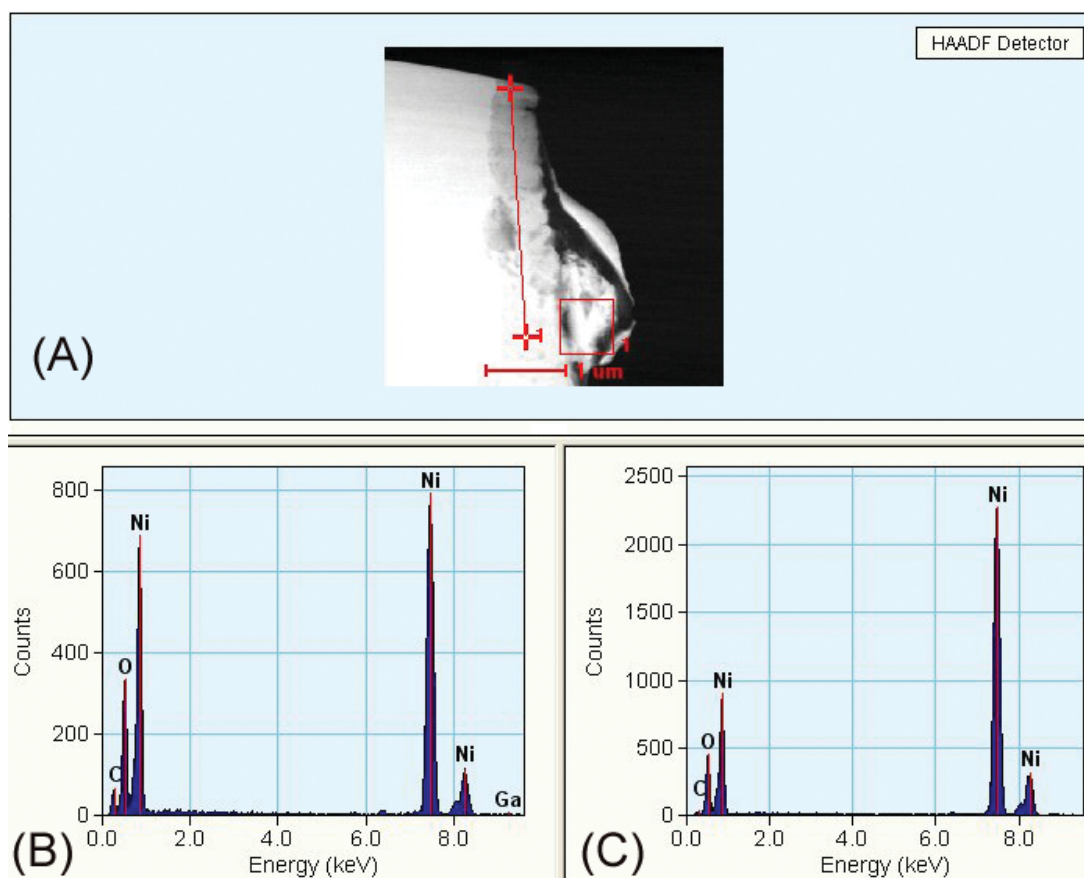 HAADF Detector
1
1
1 um
(A)
800
600
400
200
0
Counts
C
O
Ni
Ni
Ni
Ga
0.0 2.0 4.0 6.0 8.0
Energy (keV)
(B)
2500
2000
1500
1000
500
0
Counts
C
O
Ni
Ni
Ni
0.0 2.0 4.0 6.0 8.0
Energy (keV)
(C)